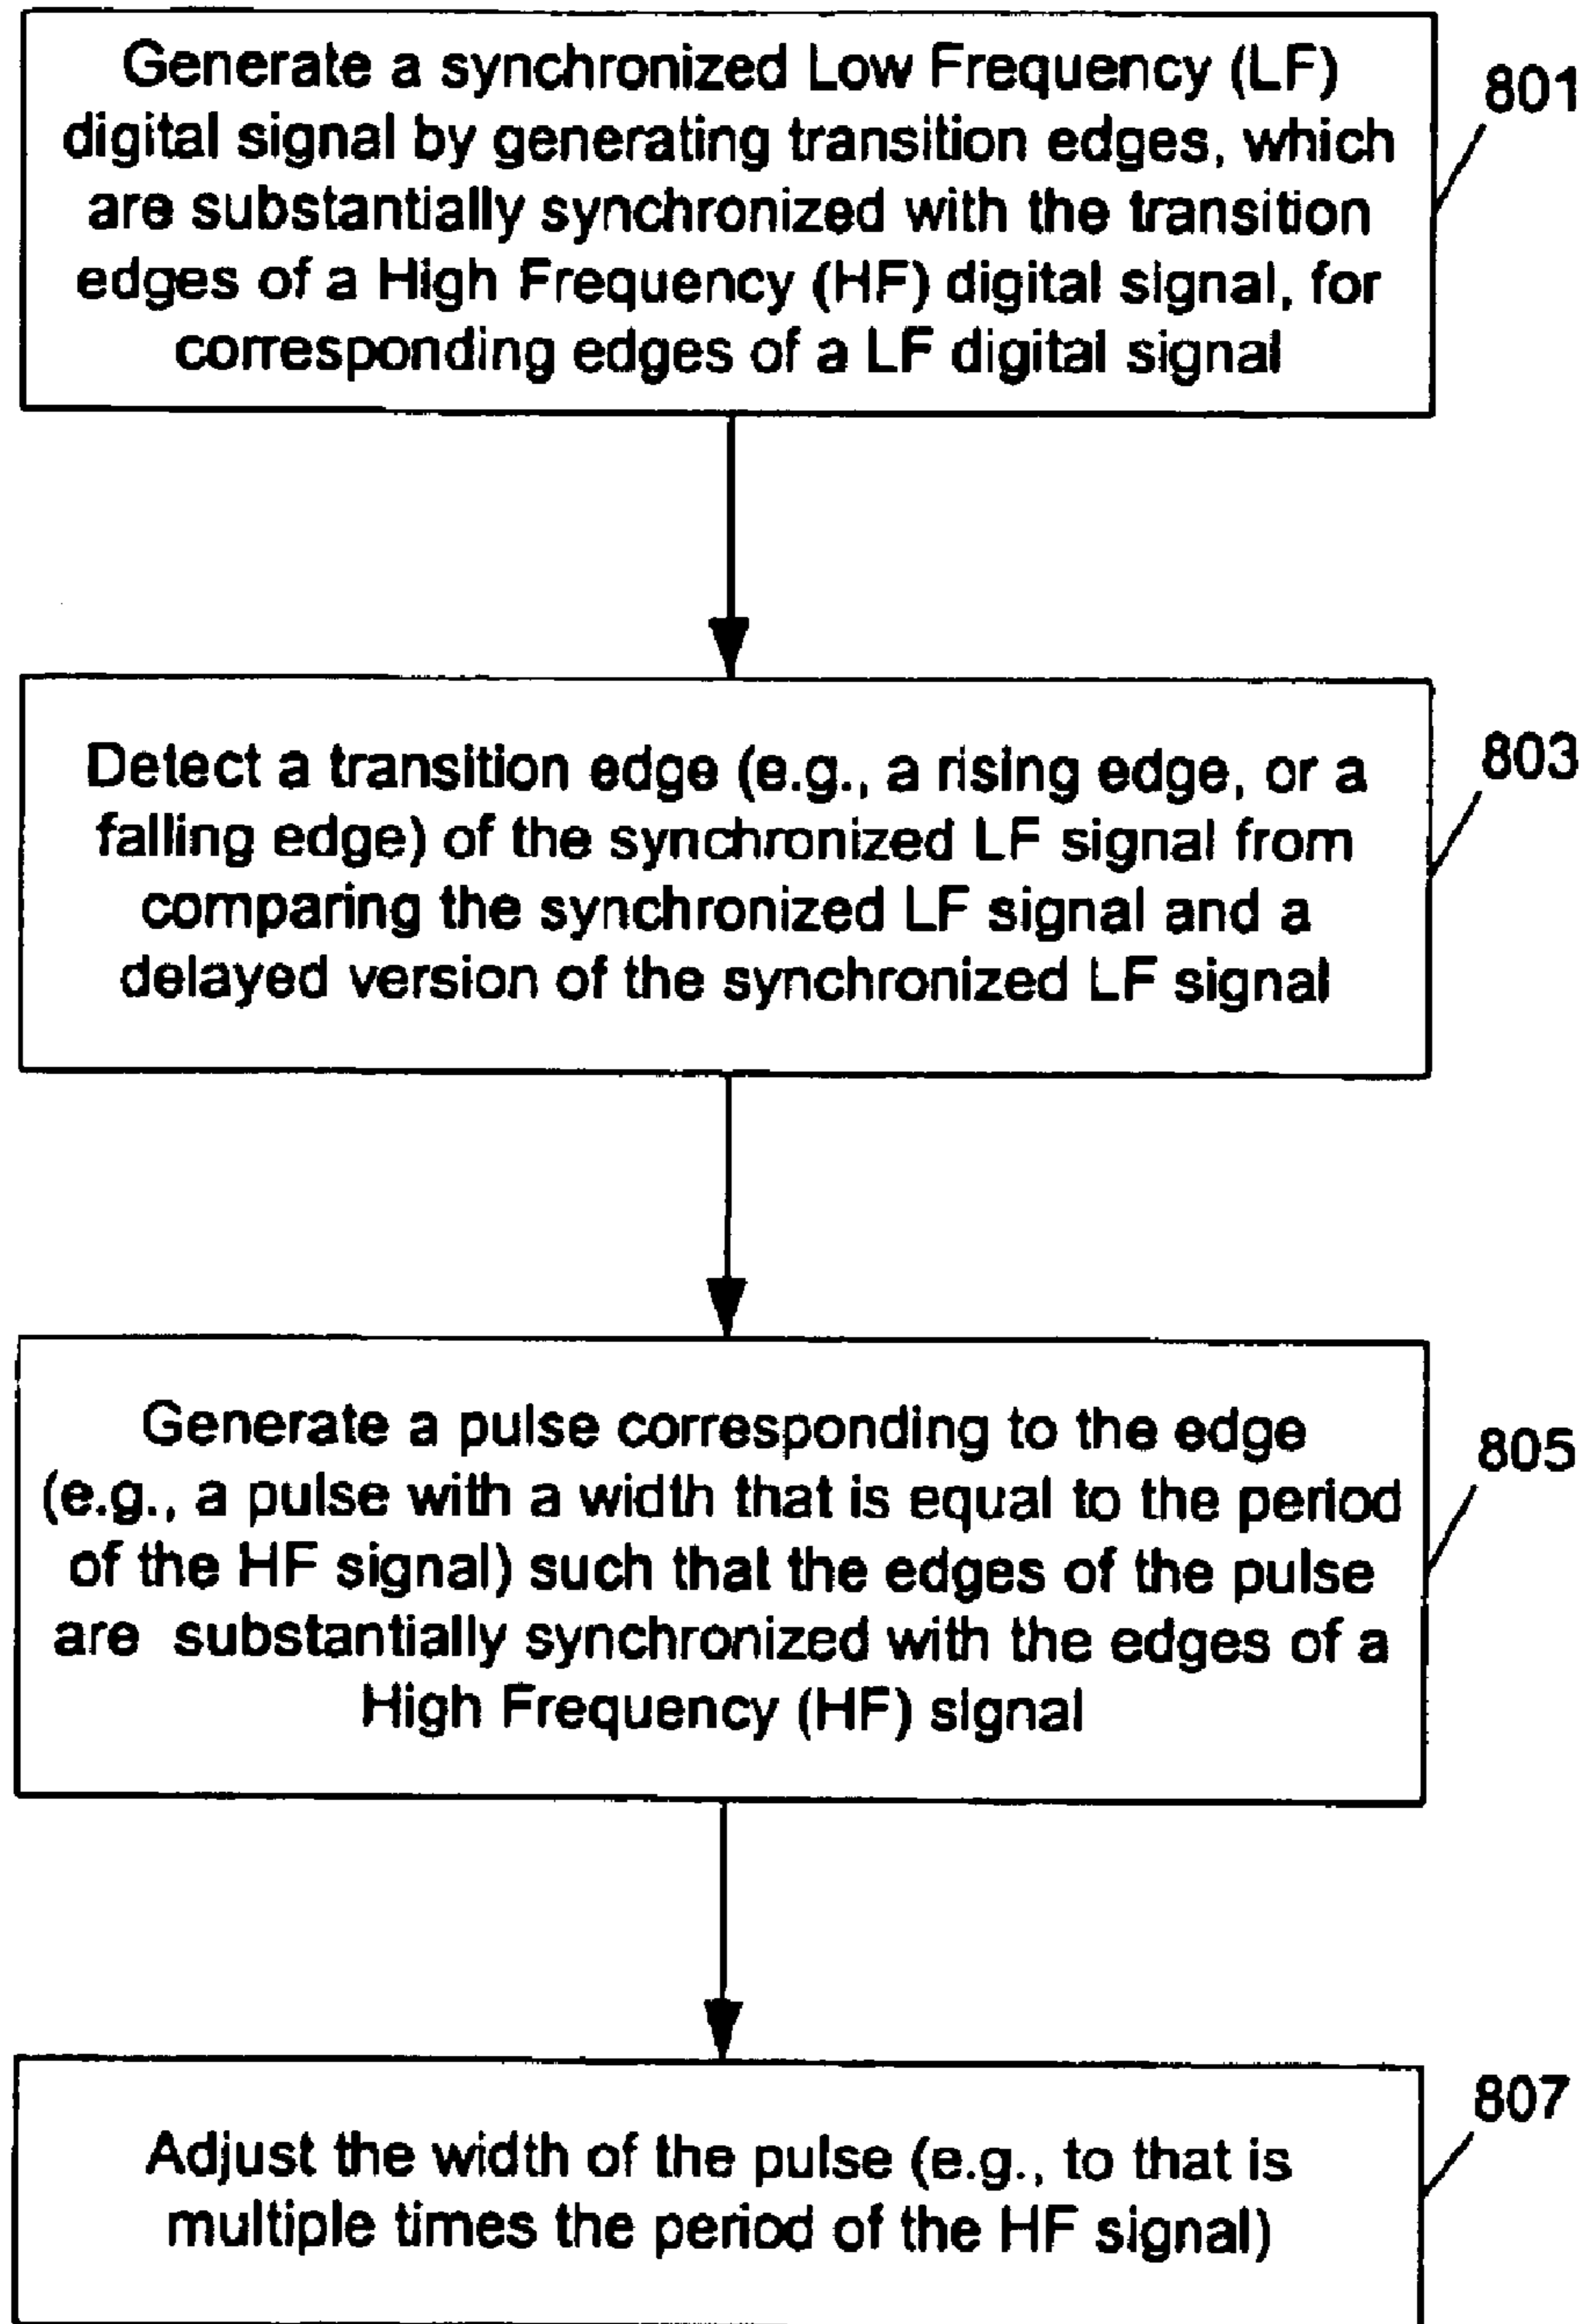 Generate a synchronized Low Frequency (LF)
digital signal by generating transition edges, which
are substantially synchronized with the transition
edges of a High Frequency (HF) digital signal, for
corresponding edges of a LF digital signal
801
Detect a transition edge (e.g., a rising edge, or a
falling edge) of the synchronized LF signal from
comparing the synchronized LF signal and a
delayed version of the synchronized LF signal
803
Generate a pulse corresponding to the edge
(e.g., a pulse with a width that is equal to the period
of the HF signal) such that the edges of the pulse
are substantially synchronized with the edges of a
High Frequency (HF) signal
805
Adjust the width of the pulse (e.g., to that is
multiple times the period of the HF signal)
807